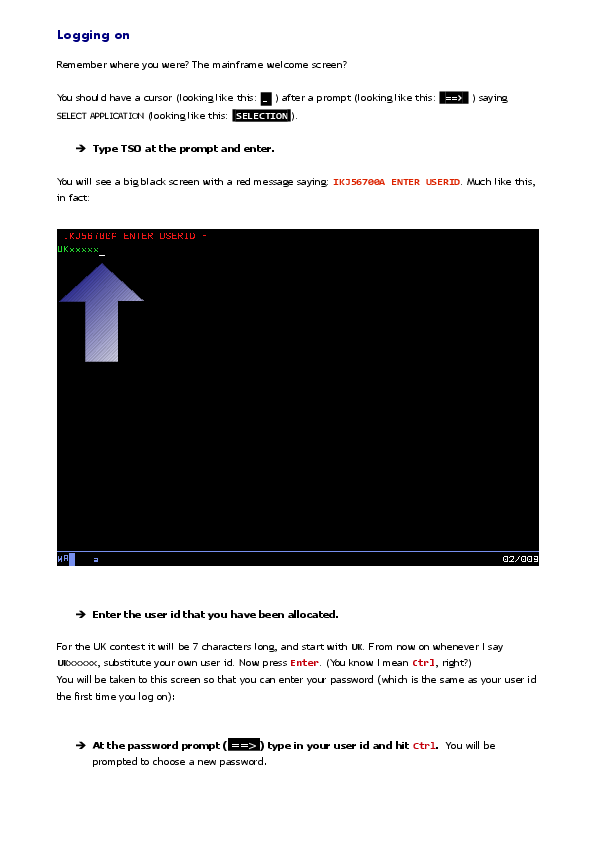 Logging on
Remember where you were? The mainframe welcome screen?
You should have a cursor (looking like this: _ ) after a prompt (looking like this: ==> ) saying
SELECT APPLICATION (looking like this: SELECTION).
➔ Type TSO at the prompt and enter.
You will see a big black screen with a red message saying: IKJ56700A ENTER USERID. Much like this,
in fact:
IKJ56700A ENTER USERID -
UKxxxxx_
a
02/008
➔ Enter the user id that you have been allocated.
For the UK contest it will be 7 characters long, and start with UK. From now on whenever I say
UKxxxxx, substitute your own user id. Now press Enter. (You know I mean Ctrl, right?)
You will be taken to this screen so that you can enter your password (which is the same as your user id
the first time you log on):
➔ At the password prompt ( ==> ) type in your user id and hit Ctrl. You will be
prompted to choose a new password.